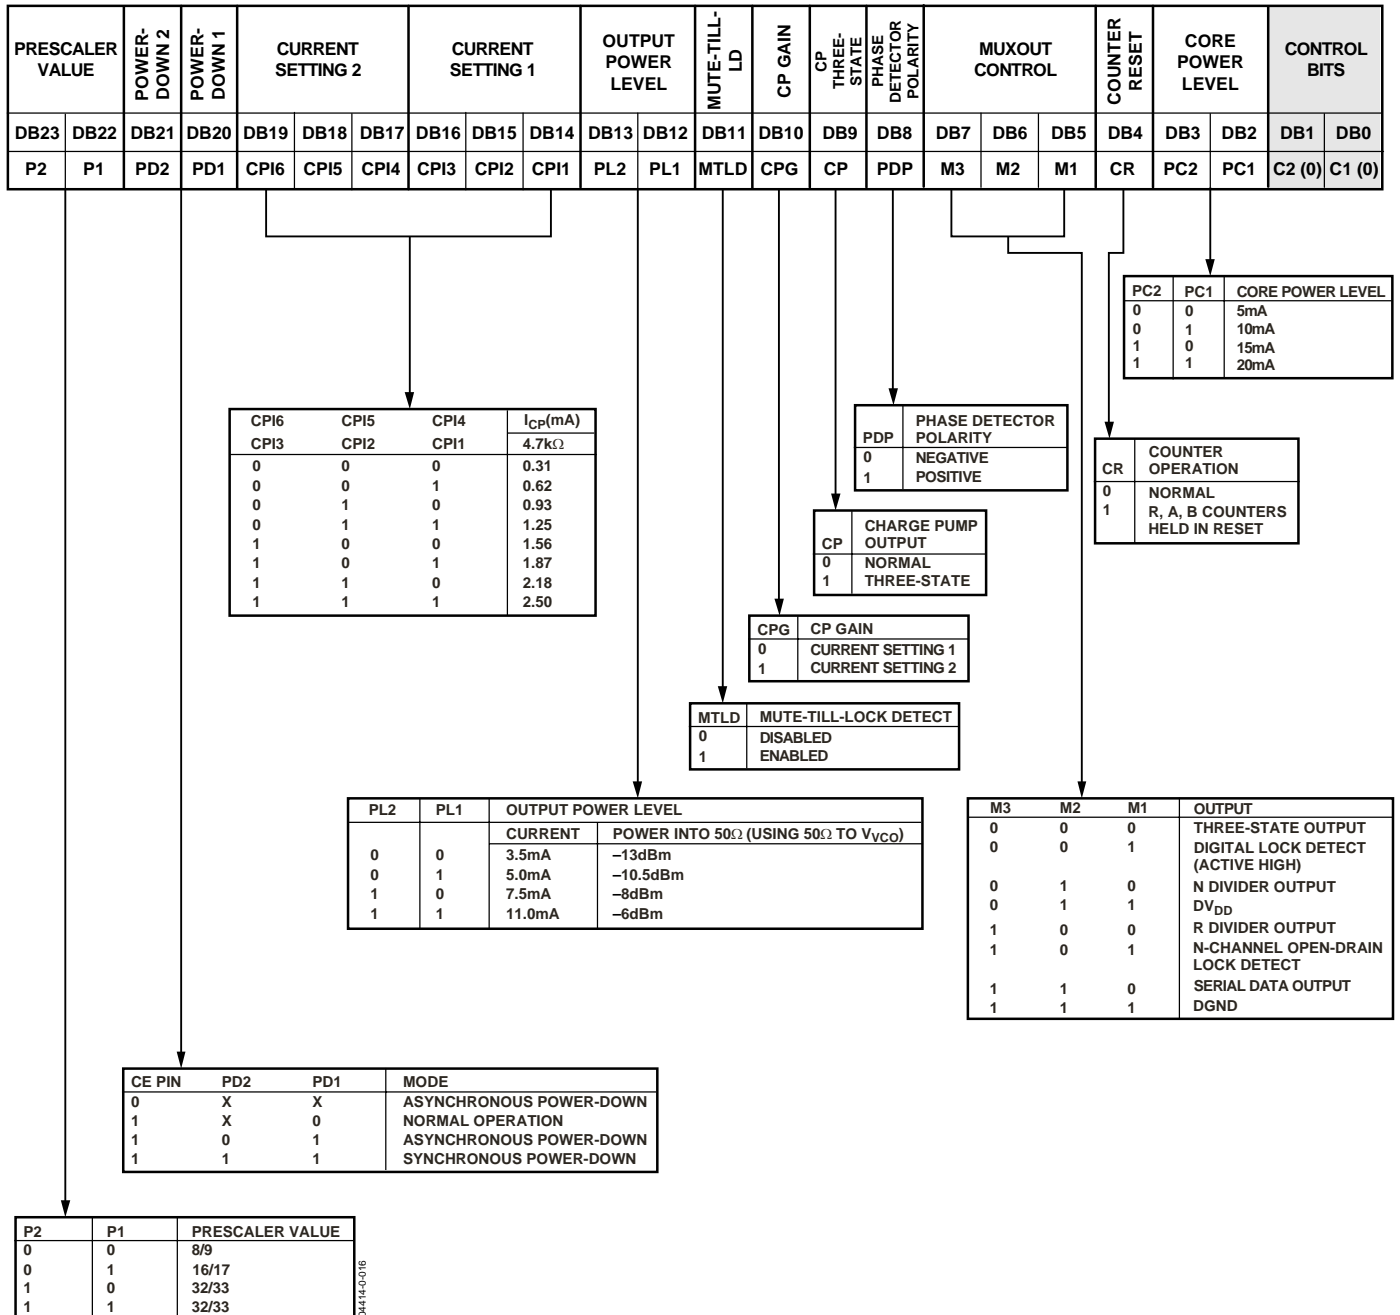 PRESCALER VALUE
POWER-DOWN 2
POWER-DOWN 1
CURRENT SETTING 2
CURRENT SETTING 1
OUTPUT POWER LEVEL
MUTE-TILL-LD
CP GAIN
CP THREE-STATE
PHASE DETECTOR POLARITY
MUXOUT CONTROL
COUNTER RESET
CORE POWER LEVEL
CONTROL BITS
DB23 DB22 DB21 DB20 DB19 DB18 DB17 DB16 DB15 DB14 DB13 DB12 DB11 DB10 DB9 DB8 DB7 DB6 DB5 DB4 DB3 DB2 DB1 DB0
P2 P1 PD2 PD1 CPI6 CPI5 CPI4 CPI3 CPI2 CPI1 PL2 PL1 MTLD CPG CP PDP M3 M2 M1 CR PC2 PC1 C2 (0) C1 (0)
PC2 PC1 CORE POWER LEVEL
0 0 5mA
0 1 10mA
1 0 15mA
1 1 20mA
CPI6 CPI5 CPI4 ICP(mA)
CPI3 CPI2 CPI1 4.7kΩ
0 0 0 0.31
0 0 1 0.62
0 1 0 0.93
0 1 1 1.25
1 0 0 1.56
1 0 1 1.87
1 1 0 2.18
1 1 1 2.50
PHASE DETECTOR
PDP POLARITY
0 NEGATIVE
1 POSITIVE
COUNTER
CR OPERATION
0 NORMAL
1 R, A, B COUNTERS
HELD IN RESET
CHARGE PUMP
CP OUTPUT
0 NORMAL
1 THREE-STATE
CPG CP GAIN
0 CURRENT SETTING 1
1 CURRENT SETTING 2
MTLD MUTE-TILL-LOCK DETECT
0 DISABLED
1 ENABLED
PL2 PL1 OUTPUT POWER LEVEL
CURRENT POWER INTO 50Ω (USING 50Ω TO VVCO)
0 0 3.5mA –13dBm
0 1 5.0mA –10.5dBm
1 0 7.5mA –8dBm
1 1 11.0mA –6dBm
M3 M2 M1 OUTPUT
0 0 0 THREE-STATE OUTPUT
0 0 1 DIGITAL LOCK DETECT
(ACTIVE HIGH)
0 1 0 N DIVIDER OUTPUT
0 1 1 DVDD
1 0 0 R DIVIDER OUTPUT
1 0 1 N-CHANNEL OPEN-DRAIN
LOCK DETECT
1 1 0 SERIAL DATA OUTPUT
1 1 1 DGND
CE PIN PD2 PD1 MODE
0 X X ASYNCHRONOUS POWER-DOWN
1 X 0 NORMAL OPERATION
1 0 1 ASYNCHRONOUS POWER-DOWN
1 1 1 SYNCHRONOUS POWER-DOWN
P2 P1 PRESCALER VALUE
0 0 8/9
0 1 16/17
1 0 32/33
1 1 32/33
04414-0-016